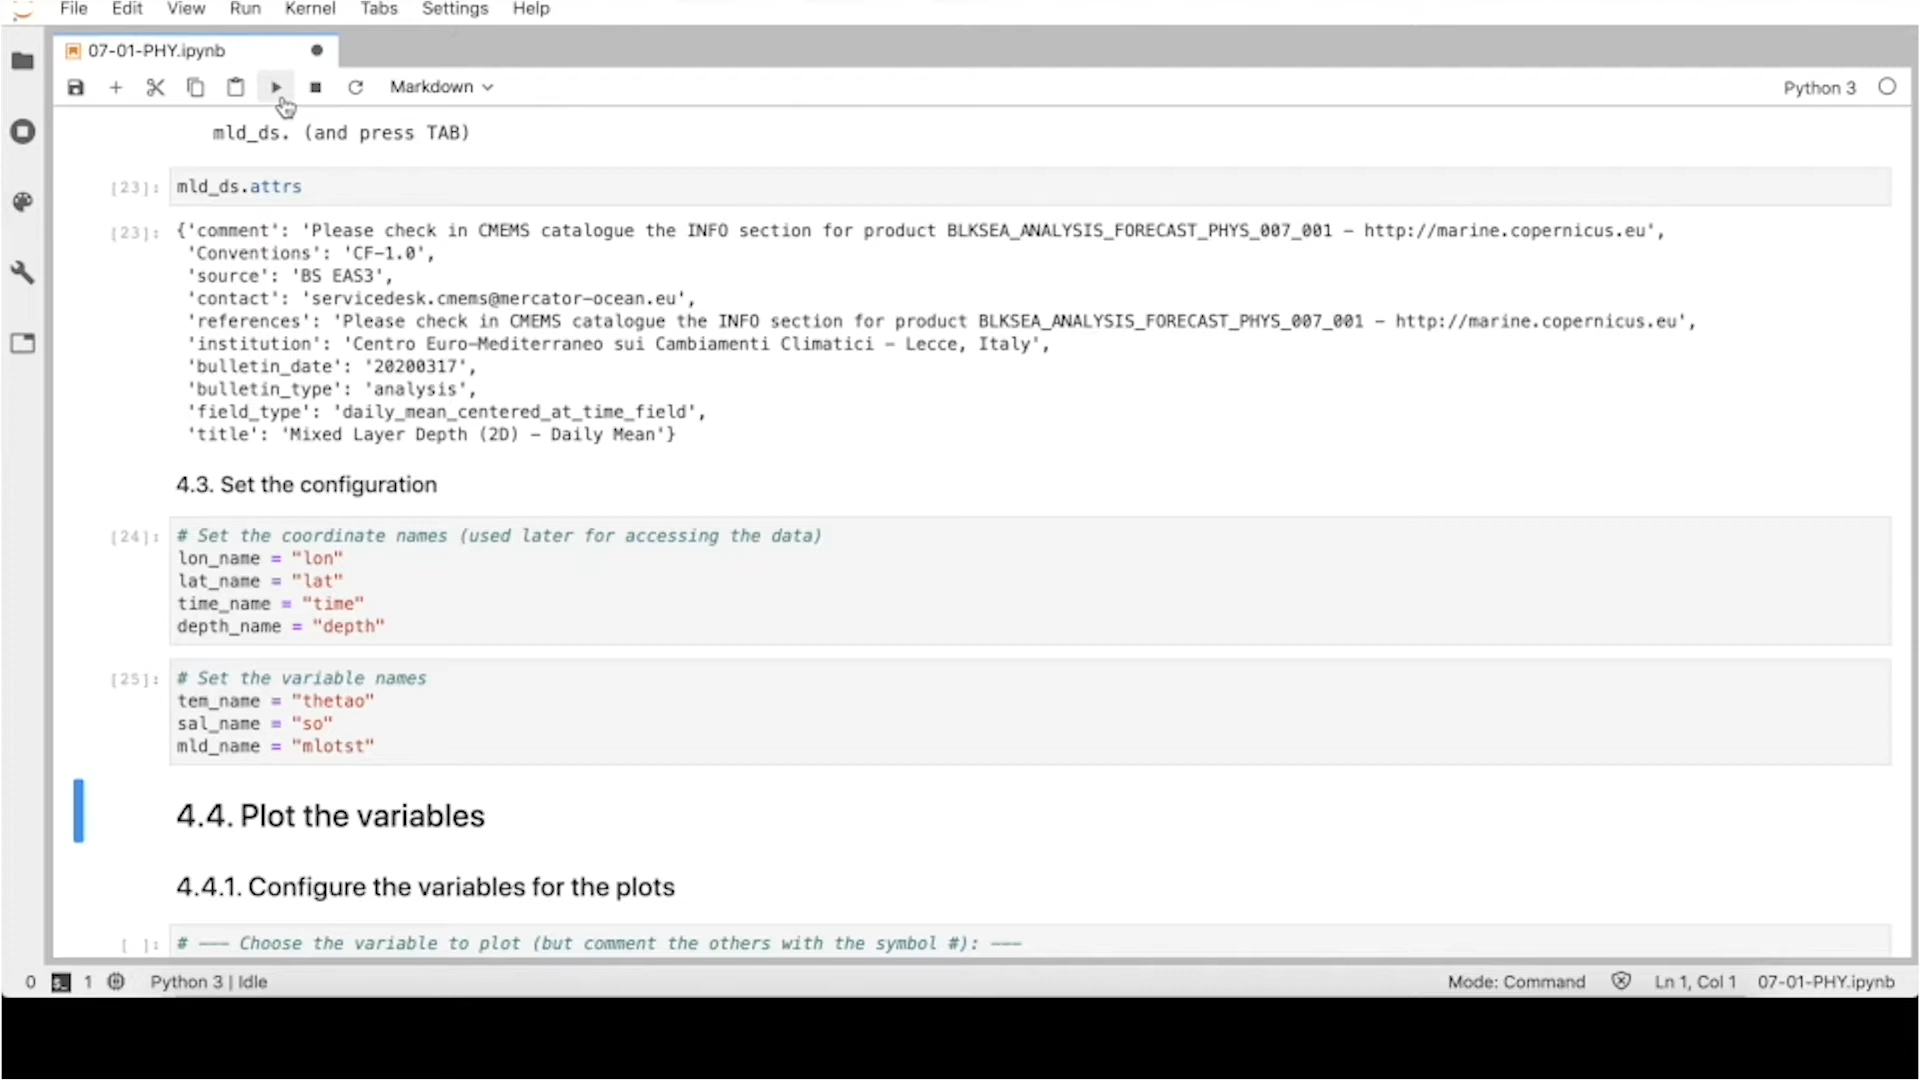 File Edit View Run Kernel Tabs Settings Help
07-01-PHY.ipynb
Markdown
Python 3
mld_ds. (and press TAB)
[23]: mld_ds.attrs
[23]: {'comment': 'Please check in CMEMS catalogue the INFO section for product BLKSEA_ANALYSIS_FORECAST_PHYS_007_001 - http://marine.copernicus.eu',
'Conventions': 'CF-1.0',
'source': 'BS EAS3',
'contact': 'servicedesk.cmems@mercator-ocean.eu',
'references': 'Please check in CMEMS catalogue the INFO section for product BLKSEA_ANALYSIS_FORECAST_PHYS_007_001 - http://marine.copernicus.eu',
'institution': 'Centro Euro-Mediterraneo sui Cambiamenti Climatici - Lecce, Italy',
'bulletin_date': '20200317',
'bulletin_type': 'analysis',
'field_type': 'daily_mean_centered_at_time_field',
'title': 'Mixed Layer Depth (2D) - Daily Mean'}
4.3. Set the configuration
[24]: # Set the coordinate names (used later for accessing the data)
lon_name = "lon"
lat_name = "lat"
time_name = "time"
depth_name = "depth"
[25]: # Set the variable names
tem_name = "thetao"
sal_name = "so"
mld_name = "mlotst"
4.4. Plot the variables
4.4.1. Configure the variables for the plots
[ ]: # --- Choose the variable to plot (but comment the others with the symbol #): ---
0 1 Python 3 | Idle Mode: Command Ln 1, Col 1 07-01-PHY.ipynb